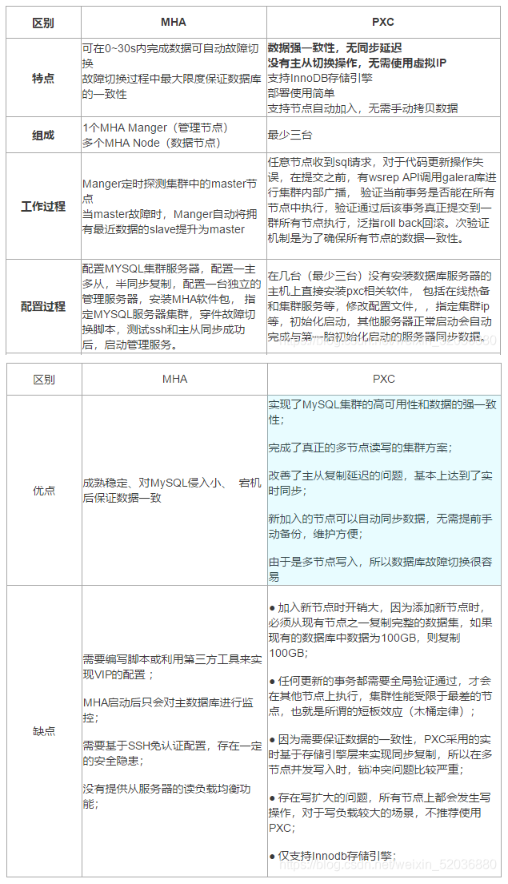 区别 MHA PXC
特点
可在0~30s内完成数据可自动故障切
换
故障切换过程中最大限度保证数据库
的一致性
数据强一致性，无同步延迟
没有主从切换操作，无需使用虚拟IP
支持InnoDB存储引擎
部署使用简单
支持节点自动加入，无需手动拷贝数据
组成
1个MHA Manger（管理节点）
多个MHA Node（数据节点）
最少三台
工作过程
Manger定时探测集群中的master节
点
当master故障时，Manger自动将拥
有最近数据的slave提升为master
任意节点收到sql请求，对于代码更新操作失
误，在提交之前，有wsrep API调用galera库进
行集群内部广播， 验证当前事务是否能在所有
节点中执行，验证通过后该事务真正提交到一
群所有节点执行，泛指roll back回滚。次验证
机制是为了确保所有节点的数据一致性。
配置过程
配置MYSQL集群服务器，配置一主
多从，半同步复制，配置一台独立的
管理服务器，安装MHA软件包， 指
定MYSQL服务器集群，穿件故障切
换脚本，测试ssh和主从同步成功
后，启动管理服务。
在几台（最少三台）没有安装数据库服务器的
主机上直接安装pxc相关软件， 包括在线热备
和集群服务等，修改配置文件，，指定集群ip
等，初始化启动，其他服务器正常启动会自动
完成与第一脑初始化启动的服务器同步数据。
区别 MHA PXC
优点
成熟稳定、对MySQL侵入小、 宕机
后保证数据一致
实现了MySQL集群的高可用性和数据的强一致
性；
完成了真正的多节点读写的集群方案；
改善了主从复制延迟的问题，基本上达到了实
时同步；
新加入的节点可以自动同步数据，无需提前手
动备份，维护方便；
由于是多节点写入，所以数据库故障切换很容
易
缺点
需要编写脚本或利用第三方工具来实
现VIP的配置 ；
MHA启动后只会对主数据库进行监
控；
需要基于SSH免认证配置，存在一定
的安全隐患；
没有提供从服务器的读负载均衡功
能；
● 加入新节点时开销大，因为添加新节点时，
必须从现有节点之一复制完整的数据集，如果
现有的数据库中数据为100GB，则复制
100GB；
● 任何更新的事务都需要全局验证通过，才会
在其他节点上执行，集群性能受限于最差的节
点，也就是所谓的短板效应（木桶定律）；
● 因为需要保证数据的一致性，PXC采用的实
时基于存储引擎层来实现同步复制，所以在多
节点并发写入时，锁冲突问题比较严重；
● 存在写扩大的问题，所有节点上都会发生写
操作，对于写负载较大的场景，不推荐使用
PXC；
● 仅支持Innodb存储引擎；
https://blog.csdn.net/weixin_62036880